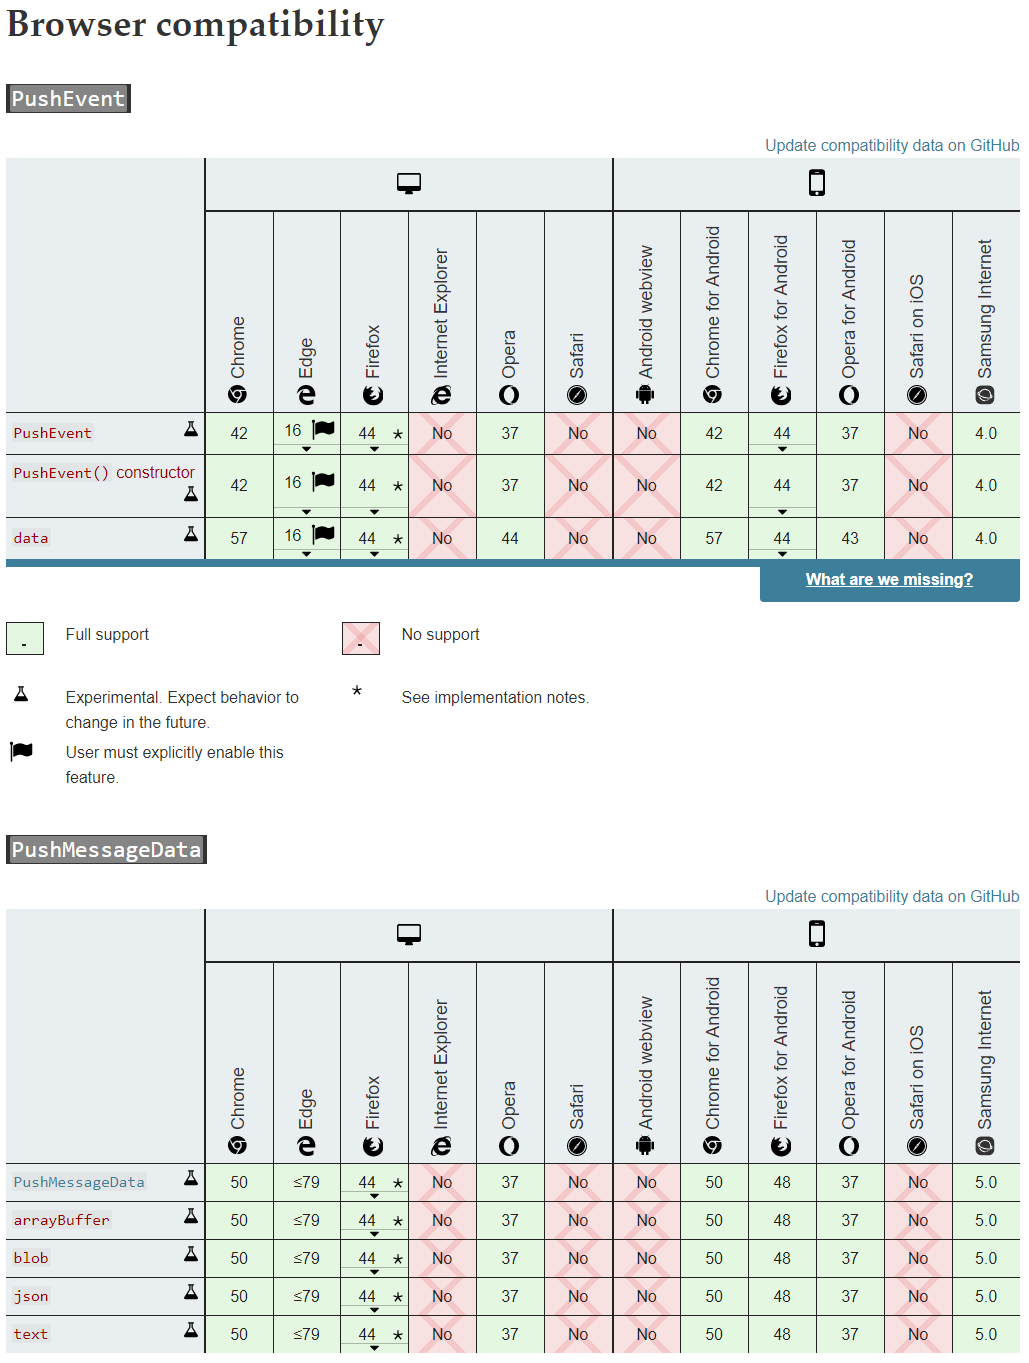 Browser compatibility
PushEvent
Update compatibility data on GitHub
Chrome Edge Firefox Internet Explorer Opera Safari Android webview Chrome for Android Firefox for Android Opera for Android Safari on iOS Samsung Internet
PushEvent 42 16 44 * No 37 No No 42 44 37 No 4.0
PushEvent() constructor 42 16 44 * No 37 No No 42 44 37 No 4.0
data 57 16 44 * No 44 No No 57 44 43 No 4.0
What are we missing?
- Full support - No support
Experimental. Expect behavior to * See implementation notes.
change in the future.
User must explicitly enable this
feature.
PushMessageData
Update compatibility data on GitHub
Chrome Edge Firefox Internet Explorer Opera Safari Android webview Chrome for Android Firefox for Android Opera for Android Safari on iOS Samsung Internet
PushMessageData 50 ≤79 44 * No 37 No No 50 48 37 No 5.0
arrayBuffer 50 ≤79 44 * No 37 No No 50 48 37 No 5.0
blob 50 ≤79 44 * No 37 No No 50 48 37 No 5.0
json 50 ≤79 44 * No 37 No No 50 48 37 No 5.0
text 50 ≤79 44 * No 37 No No 50 48 37 No 5.0